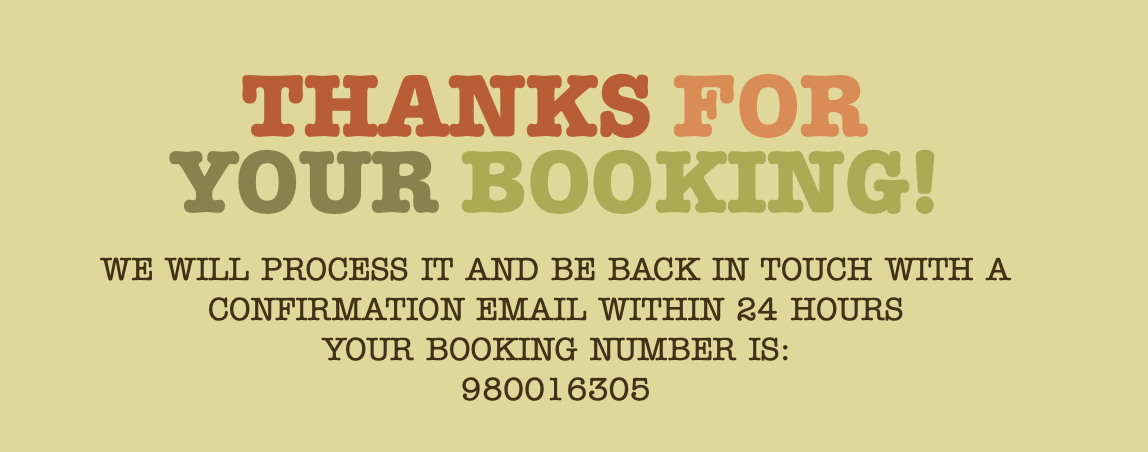 THANKS FOR
YOUR BOOKING!
WE WILL PROCESS IT AND BE BACK IN TOUCH WITH A
CONFIRMATION EMAIL WITHIN 24 HOURS
YOUR BOOKING NUMBER IS:
980016305